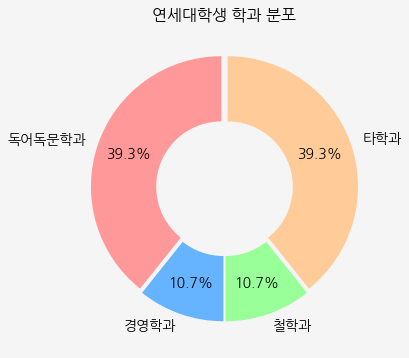 연세대학생 학과 분포
타학과
39.3%
39.3%
독어독문학과
10.7%
10.7%
경영학과
철학과